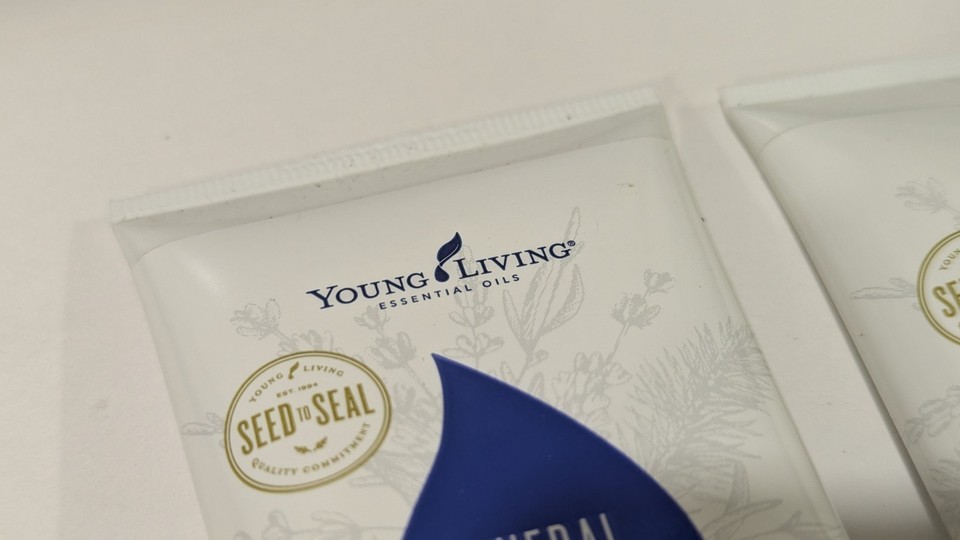 YOUNG LIVING®
ESSENTIAL OILS
YOUNG LIVING
EST. 1994
SEED TO SEAL
QUALITY COMMITMENT